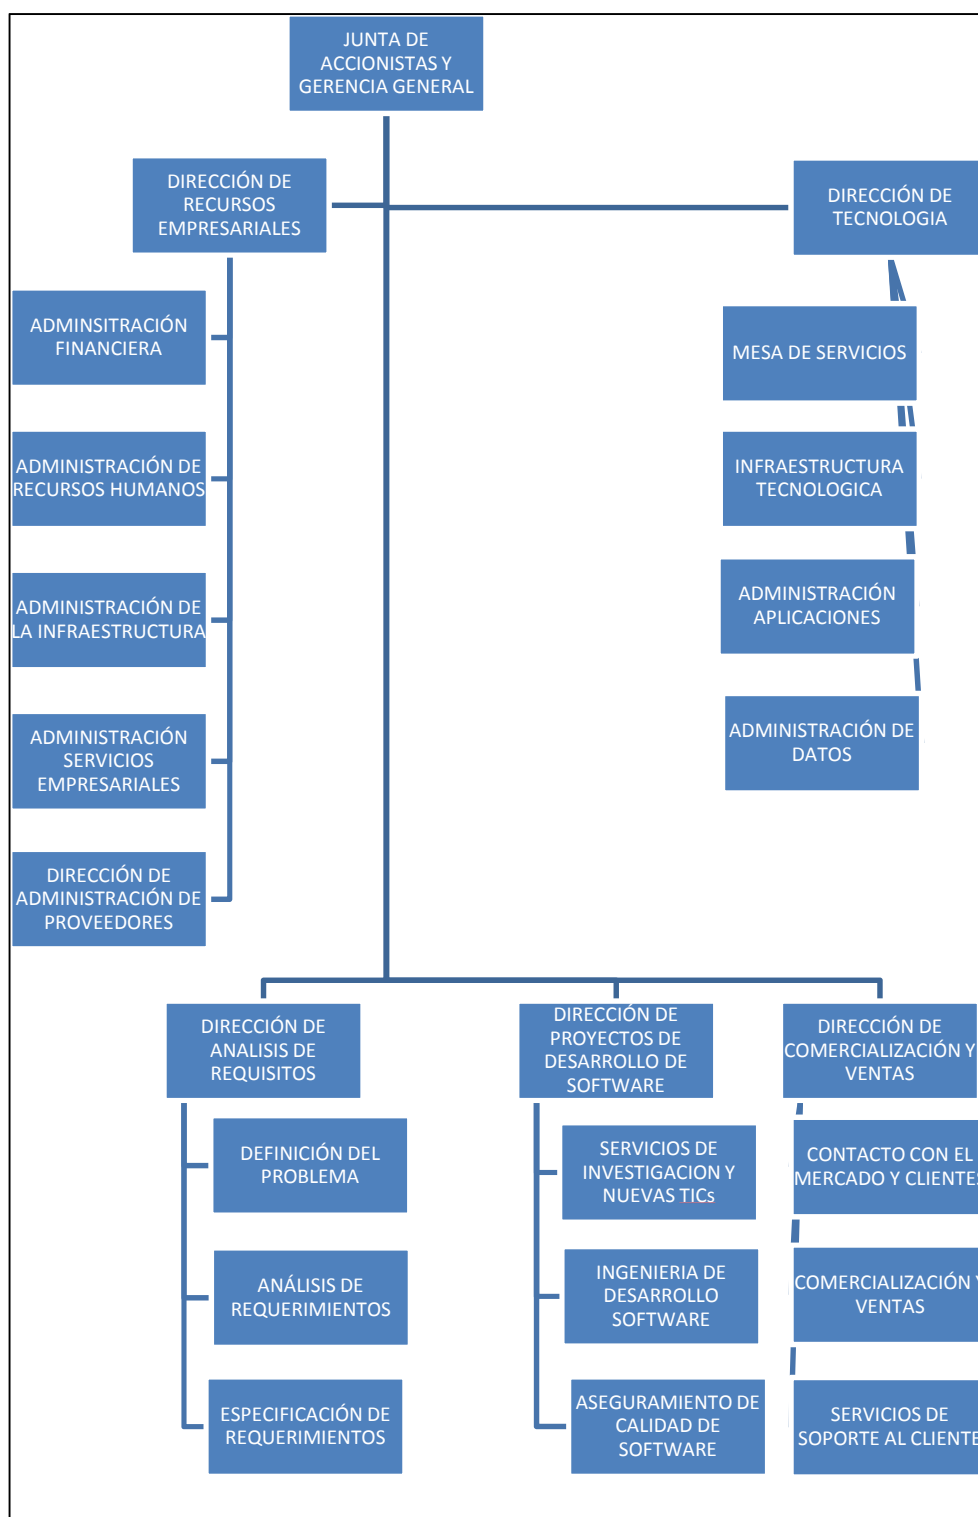 JUNTA DE
ACCIONISTAS Y
GERENCIA GENERAL
DIRECCIÓN DE
RECURSOS
EMPRESARIALES
DIRECCIÓN DE
TECNOLOGIA
ADMINSITRACIÓN
FINANCIERA
ADMINISTRACIÓN DE
RECURSOS HUMANOS
ADMINISTRACIÓN DE
LA INFRAESTRUCTURA
ADMINISTRACIÓN
SERVICIOS
EMPRESARIALES
DIRECCIÓN DE
ADMINISTRACIÓN DE
PROVEEDORES
MESA DE SERVICIOS
INFRAESTRUCTURA
TECNOLOGICA
ADMINISTRACIÓN
APLICACIONES
ADMINISTRACIÓN DE
DATOS
DIRECCIÓN DE
ANALISIS DE
REQUISITOS
DEFINICIÓN DEL
PROBLEMA
ANÁLISIS DE
REQUERIMIENTOS
ESPECIFICACIÓN DE
REQUERIMIENTOS
DIRECCIÓN DE
PROYECTOS DE
DESARROLLO DE
SOFTWARE
SERVICIOS DE
INVESTIGACION Y
NUEVAS TICs
INGENIERIA DE
DESARROLLO
SOFTWARE
ASEGURAMIENTO DE
CALIDAD DE
SOFTWARE
DIRECCIÓN DE
COMERCIALIZACIÓN Y
VENTAS
CONTACTO CON EL
MERCADO Y CLIENTES
COMERCIALIZACIÓN Y
VENTAS
SERVICIOS DE
SOPORTE AL CLIENTE